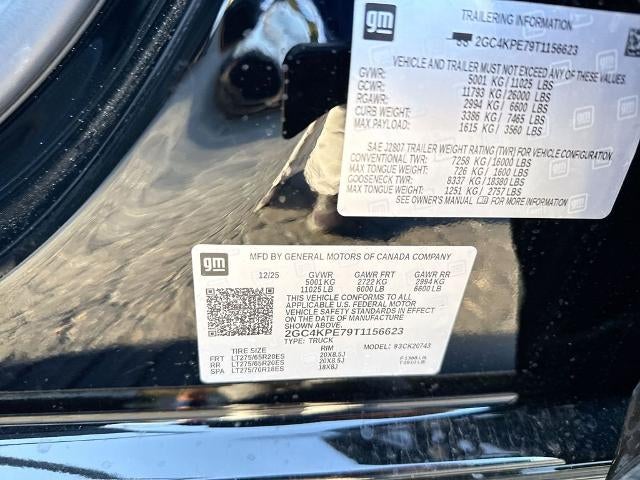 gm
TRAILERING INFORMATION
2GC4KPE79T1156623
VEHICLE AND TRAILER MUST NOT EXCEED ANY OF THESE VALUES
GVWR: 5001 KG / 11025 LBS
GCWR: 11793 KG / 26000 LBS
RGAWR: 2994 KG / 6600 LBS
CURB WEIGHT: 3386 KG / 7465 LBS
MAX PAYLOAD: 1615 KG / 3560 LBS
SAE J2807 TRAILER WEIGHT RATING (TWR) FOR VEHICLE CONFIGURATION
CONVENTIONAL TWR: 7258 KG / 16000 LBS
MAX TONGUE WEIGHT: 726 KG / 1600 LBS
GOOSENECK TWR: 8337 KG / 18380 LBS
MAX TONGUE WEIGHT: 1251 KG / 2757 LBS
SEE OWNER'S MANUAL FOR MORE INFORMATION
gm
MFD BY GENERAL MOTORS OF CANADA COMPANY
12/25 GVWR GAWR FRT GAWR RR
5001 KG 2722 KG 2994 KG
11025 LB 6000 LB 6600 LB
THIS VEHICLE CONFORMS TO ALL
APPLICABLE U.S. FEDERAL MOTOR
VEHICLE SAFETY STANDARDS IN EFFECT
ON THE DATE OF MANUFACTURE
SHOWN ABOVE.
2GC4KPE79T1156623
TYPE: TRUCK
TIRE SIZE RIM MODEL: 93CK20743
FRT LT275/65R20ES 20X8.5J
RR LT275/65R20ES 20X8.5J
SPA LT275/70R18ES 18X8J